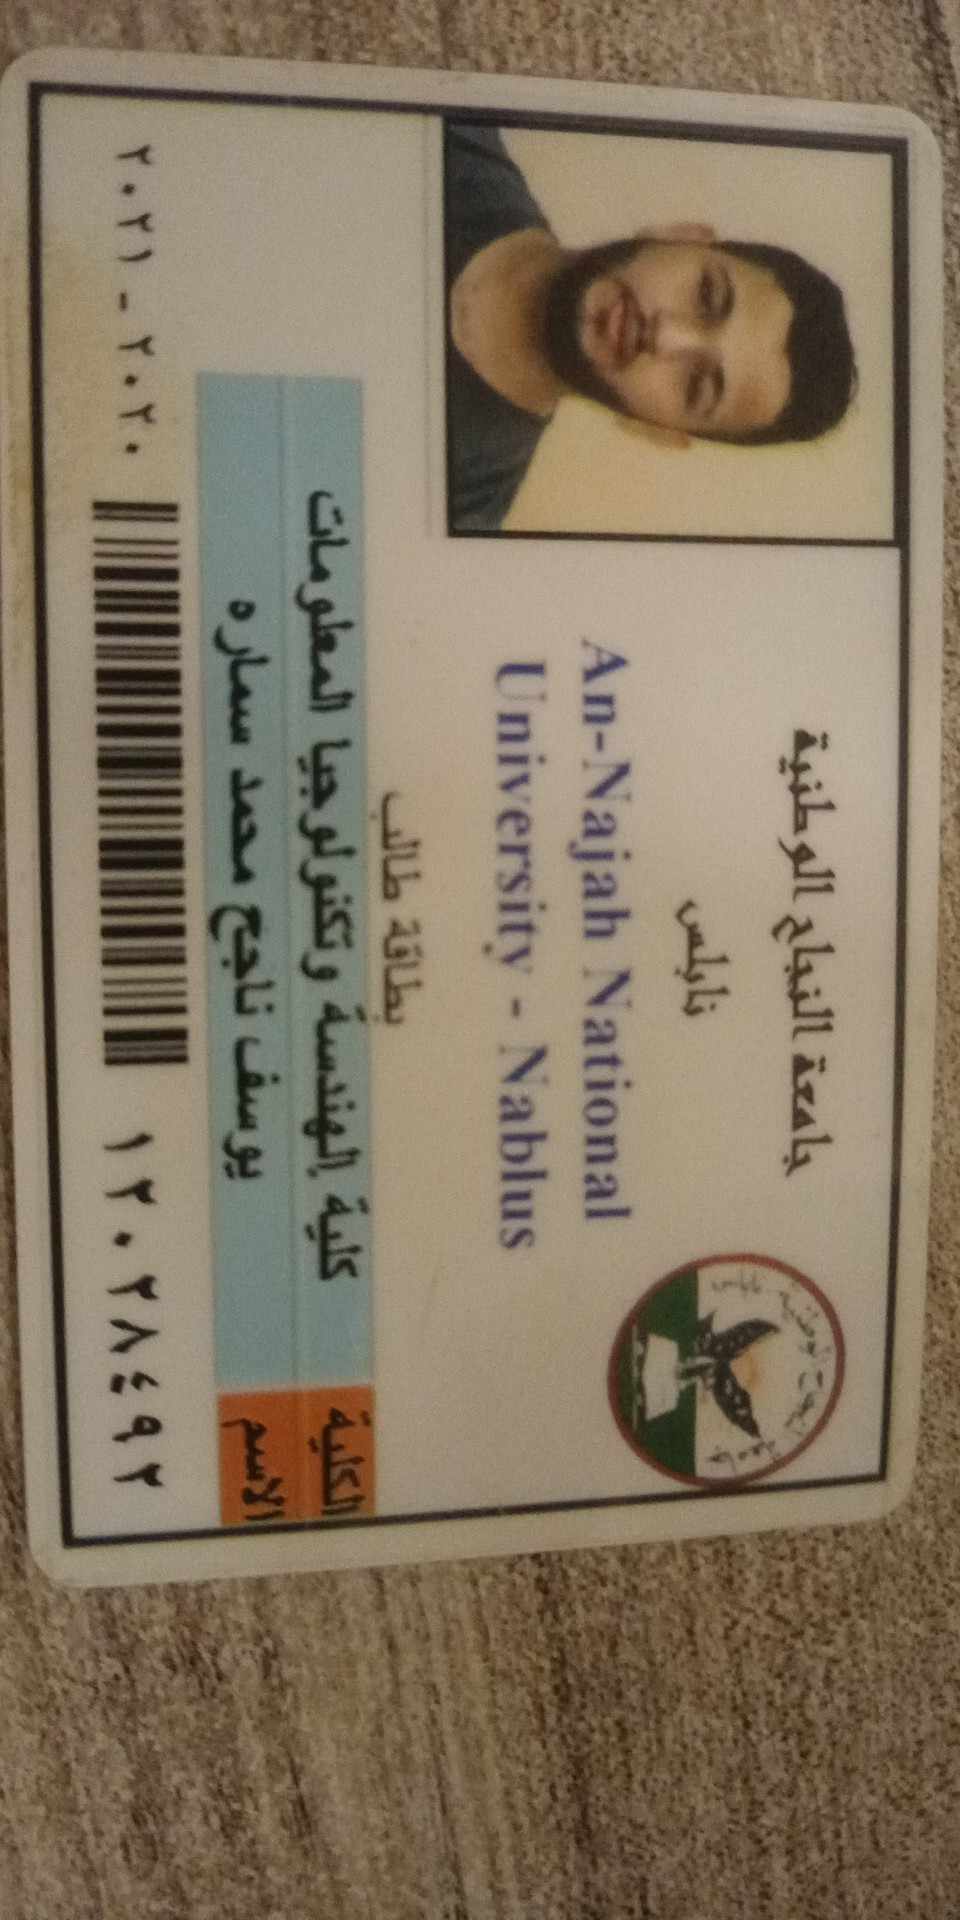 جامعة النجاح الوطنية
نابلس
An-Najah National
University - Nablus
بطاقة طالب
الكلية كلية الهندسة وتكنولوجيا المعلومات
الاسم يوسف ناجح محمد سماره
١٢٠٢٨٤٩٢
٢٠٢٠ - ٢٠٢١